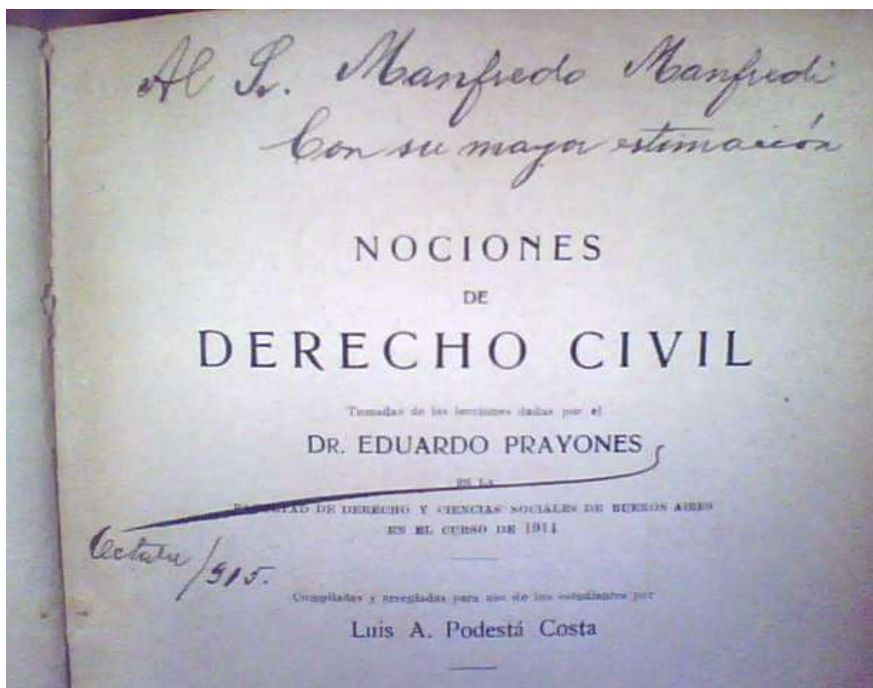 Al Sr. Manfredo Manfredi
Con su mayor estimación
NOCIONES
DE
DERECHO CIVIL
Tomadas de las lecciones dadas por el
DR. EDUARDO PRAYONES
EN LA
FACULTAD DE DERECHO Y CIENCIAS SOCIALES DE BUENOS AIRES
EN EL CURSO DE 1914
Octubre/915.
Compiladas y arregladas para uso de los estudiantes por
Luis A. Podestá Costa